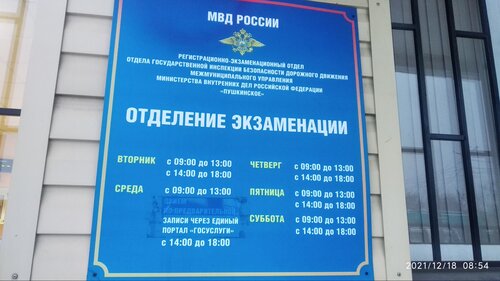 МВД РОССИИ
РЕГИСТРАЦИОННО-ЭКЗАМЕНАЦИОННЫЙ ОТДЕЛ
ОТДЕЛА ГОСУДАРСТВЕННОЙ ИНСПЕКЦИИ БЕЗОПАСНОСТИ ДОРОЖНОГО ДВИЖЕНИЯ
МЕЖМУНИЦИПАЛЬНОГО УПРАВЛЕНИЯ
МИНИСТЕРСТВА ВНУТРЕННИХ ДЕЛ РОССИЙСКОЙ ФЕДЕРАЦИИ
"ПУШКИНСКОЕ"
ОТДЕЛЕНИЕ ЭКЗАМЕНАЦИИ
ВТОРНИК с 09:00 до 13:00
с 14:00 до 18:00
СРЕДА с 09:00 до 13:00
ПРИЕМ
ПО ПРЕДВАРИТЕЛЬНОЙ
ЗАПИСИ ЧЕРЕЗ ЕДИНЫЙ
ПОРТАЛ "ГОСУСЛУГИ"
с 14:00 до 18:00
ЧЕТВЕРГ с 09:00 до 13:00
с 14:00 до 18:00
ПЯТНИЦА с 09:00 до 13:00
с 14:00 до 18:00
СУББОТА с 09:00 до 13:00
с 14:00 до 18:00
2021/12/18 08:54